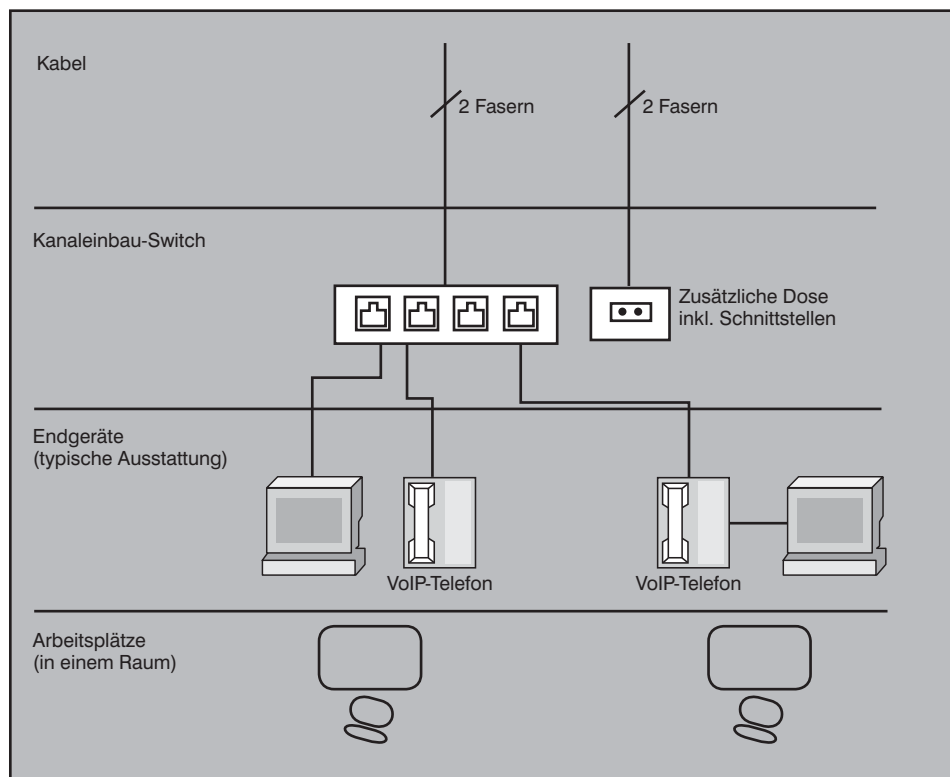 Kabel
2 Fasern
2 Fasern
Kanaleinbau-Switch
Zusätzliche Dose
inkl. Schnittstellen
Endgeräte
(typische Ausstattung)
VoIP-Telefon
VoIP-Telefon
Arbeitsplätze
(in einem Raum)